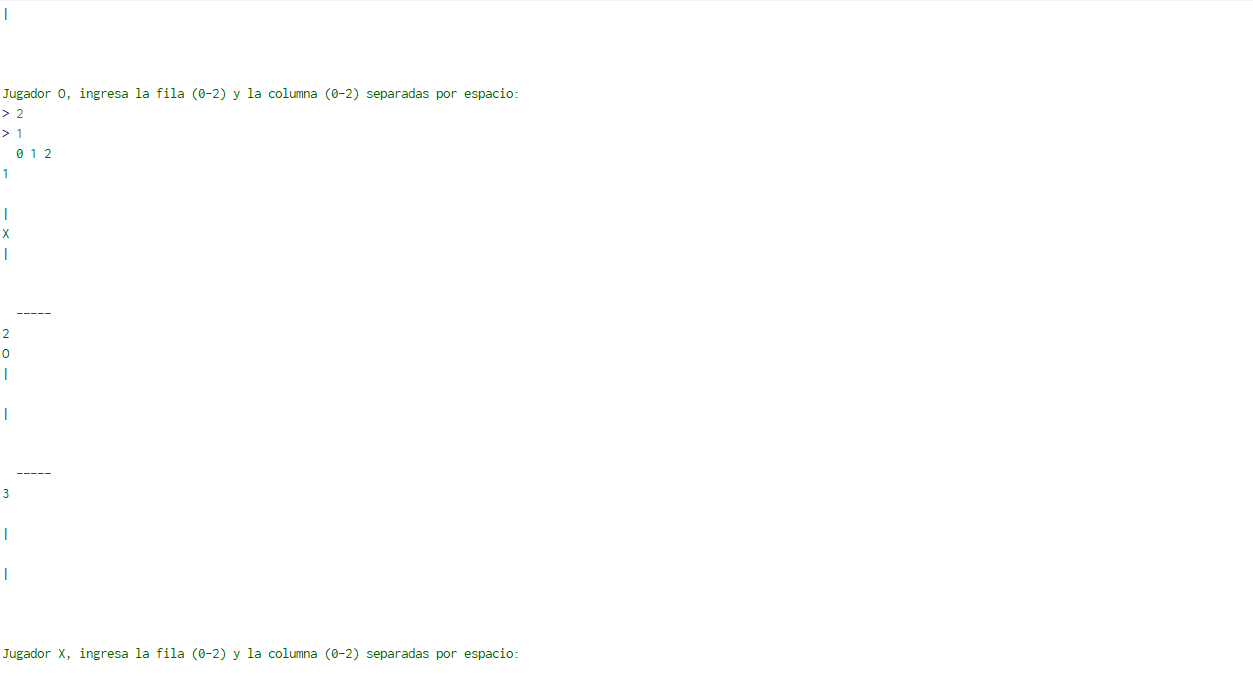 |
Jugador O, ingresa la fila (0-2) y la columna (0-2) separadas por espacio:
> 2
> 1
  0 1 2
1
|
X
|
  -----
2
O
|
|
  -----
3
|
|
Jugador X, ingresa la fila (0-2) y la columna (0-2) separadas por espacio: